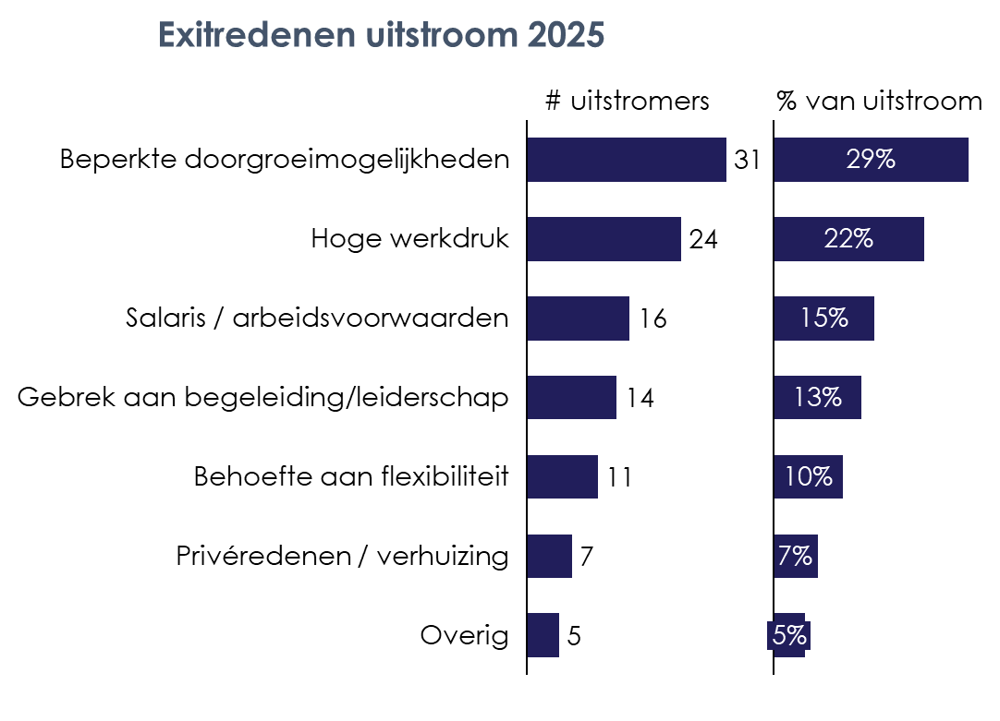 Exitredenen uitstroom 2025
# uitstromers % van uitstroom
Beperkte doorgroeimogelijkheden 31 29%
Hoge werkdruk 24 22%
Salaris / arbeidsvoorwaarden 16 15%
Gebrek aan begeleiding/leiderschap 14 13%
Behoefte aan flexibiliteit 11 10%
Privéredenen / verhuizing 7 7%
Overig 5 5%